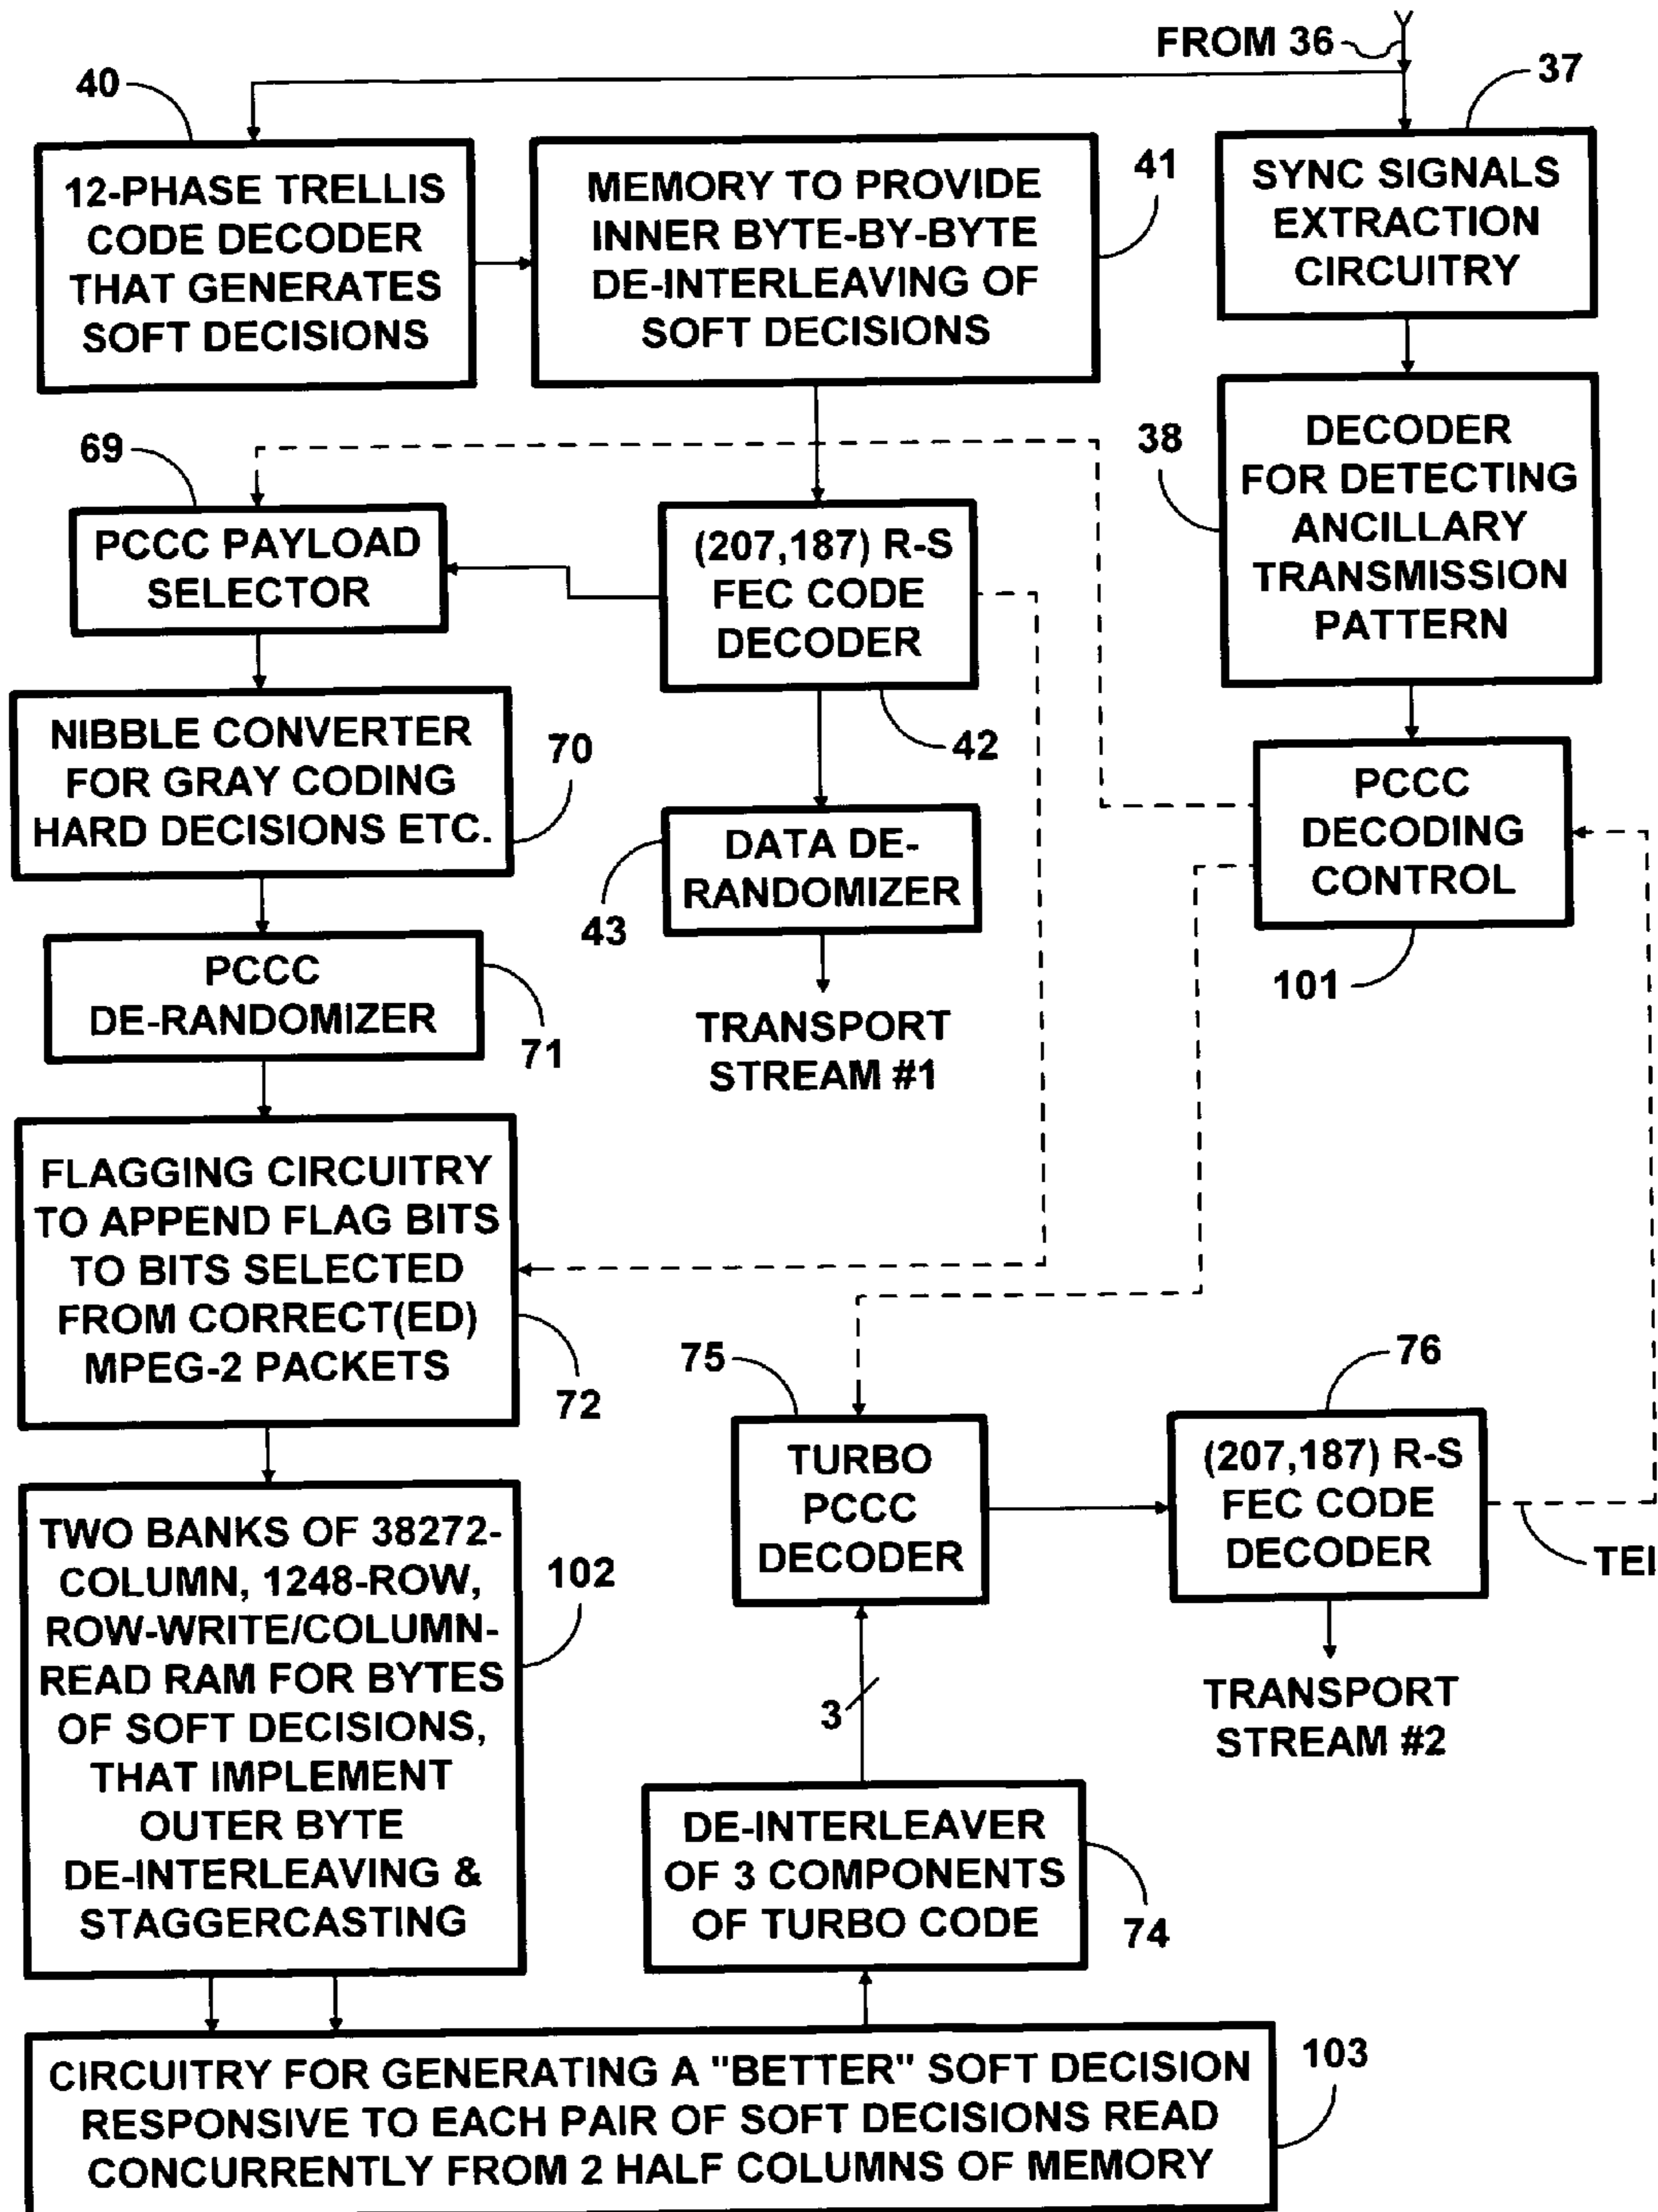 FROM 36
40
37
12-PHASE TRELLIS
CODE DECODER
THAT GENERATES
SOFT DECISIONS
MEMORY TO PROVIDE
INNER BYTE-BY-BYTE
DE-INTERLEAVING OF
SOFT DECISIONS
41
SYNC SIGNALS
EXTRACTION
CIRCUITRY
69
38
DECODER
FOR DETECTING
ANCILLARY
TRANSMISSION
PATTERN
PCCC PAYLOAD
SELECTOR
(207,187) R-S
FEC CODE
DECODER
42
NIBBLE CONVERTER
FOR GRAY CODING
HARD DECISIONS ETC.
70
DATA DE-
RANDOMIZER
43
PCCC
DECODING
CONTROL
101
PCCC
DE-RANDOMIZER
71
TRANSPORT
STREAM #1
FLAGGING CIRCUITRY
TO APPEND FLAG BITS
TO BITS SELECTED
FROM CORRECT(ED)
MPEG-2 PACKETS
72
75
76
TURBO
PCCC
DECODER
(207,187) R-S
FEC CODE
DECODER
TEI
TWO BANKS OF 38272-
COLUMN, 1248-ROW,
ROW-WRITE/COLUMN-
READ RAM FOR BYTES
OF SOFT DECISIONS,
THAT IMPLEMENT
OUTER BYTE
DE-INTERLEAVING &
STAGGERCASTING
102
3
TRANSPORT
STREAM #2
DE-INTERLEAVER
OF 3 COMPONENTS
OF TURBO CODE
74
CIRCUITRY FOR GENERATING A "BETTER" SOFT DECISION
RESPONSIVE TO EACH PAIR OF SOFT DECISIONS READ
CONCURRENTLY FROM 2 HALF COLUMNS OF MEMORY
103